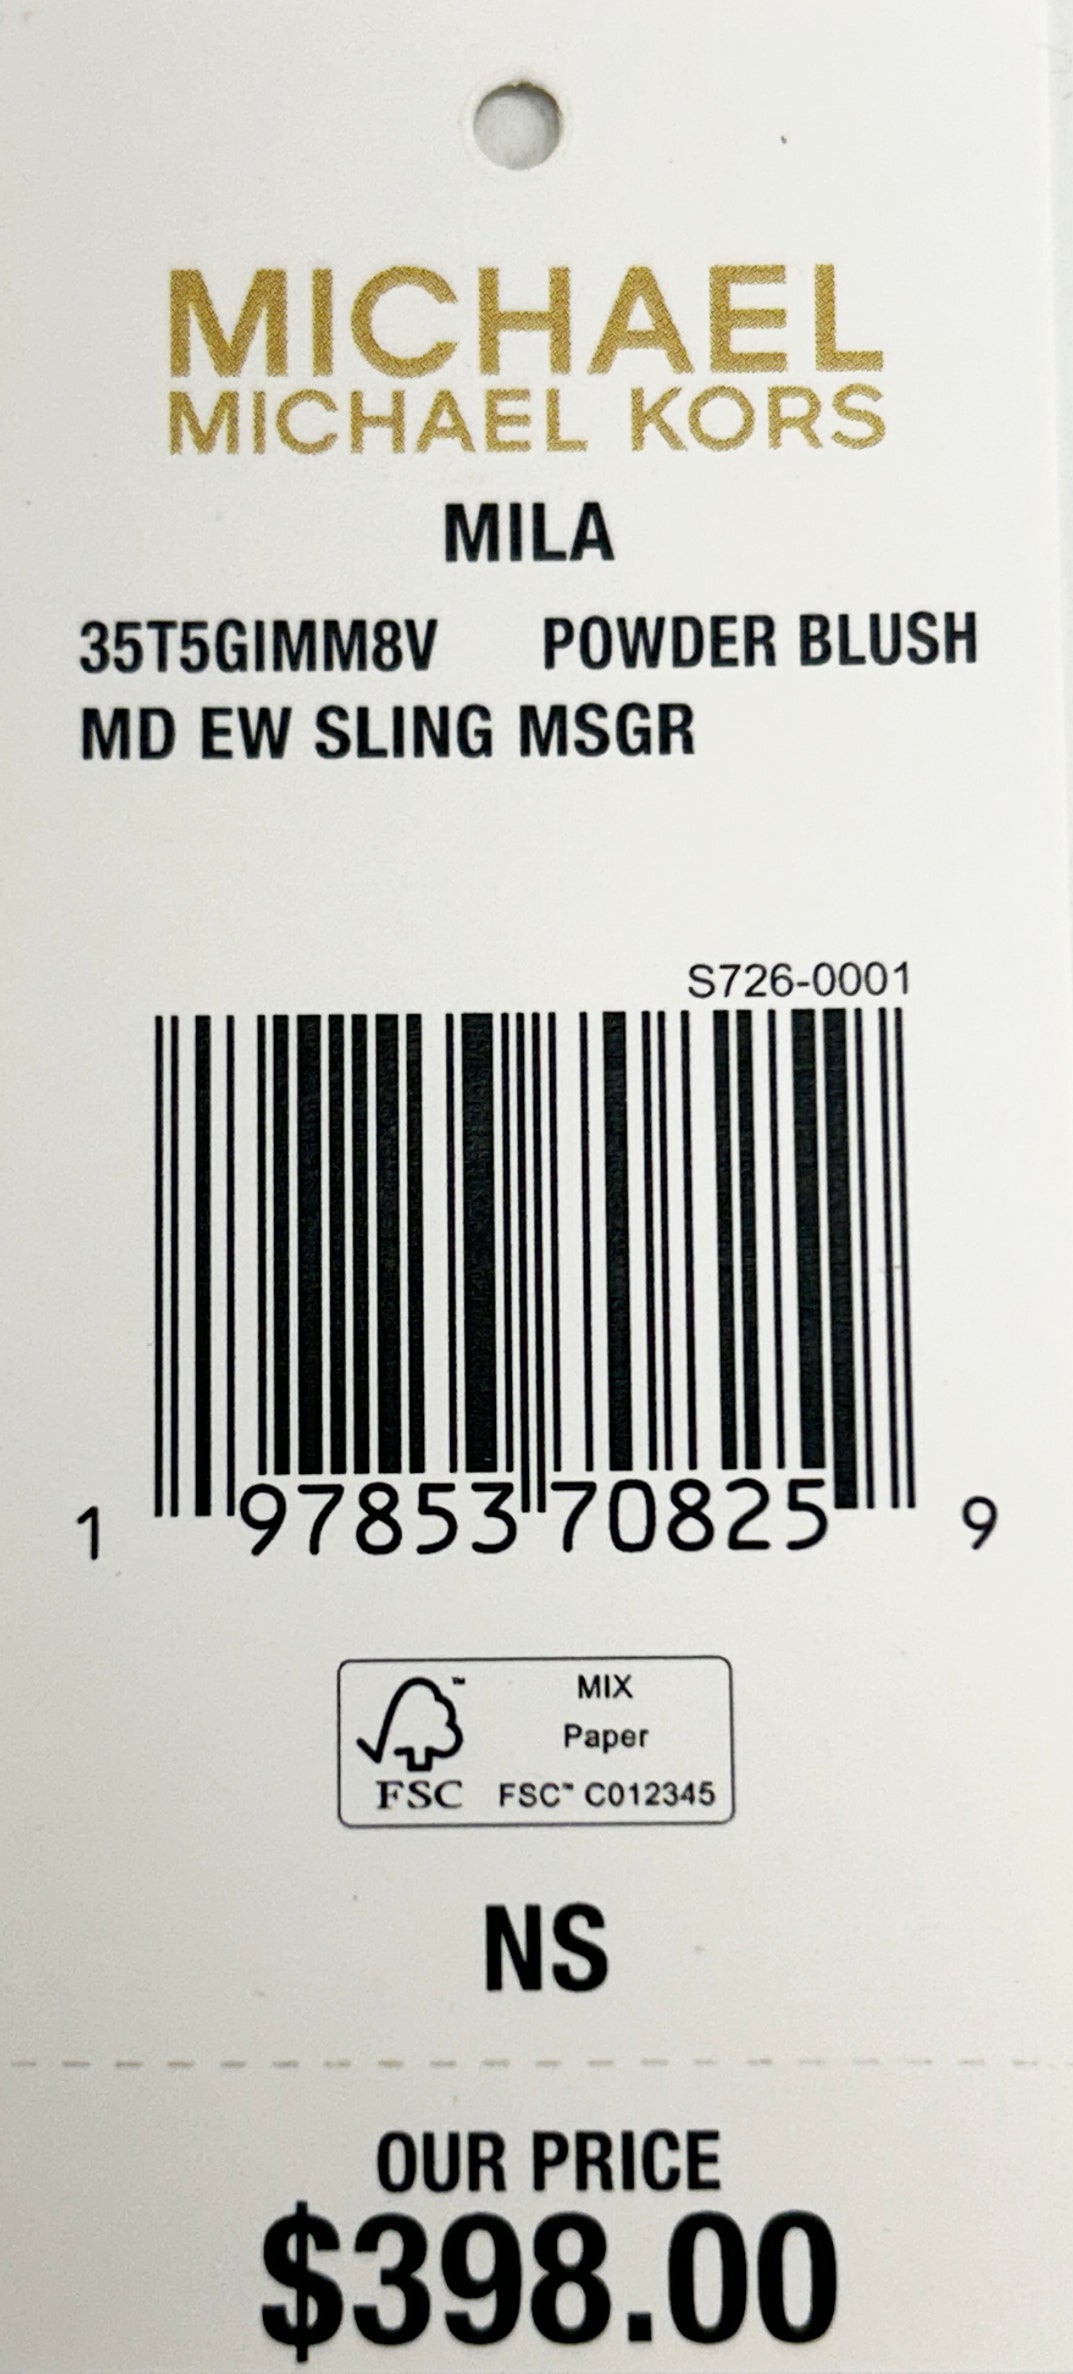 MICHAEL
MICHAEL KORS
MILA
35T5GIMM8V POWDER BLUSH
MD EW SLING MSGR
S726-0001
1 97853 70825 9
MIX
Paper
FSC FSC™ C012345
NS
OUR PRICE
$398.00